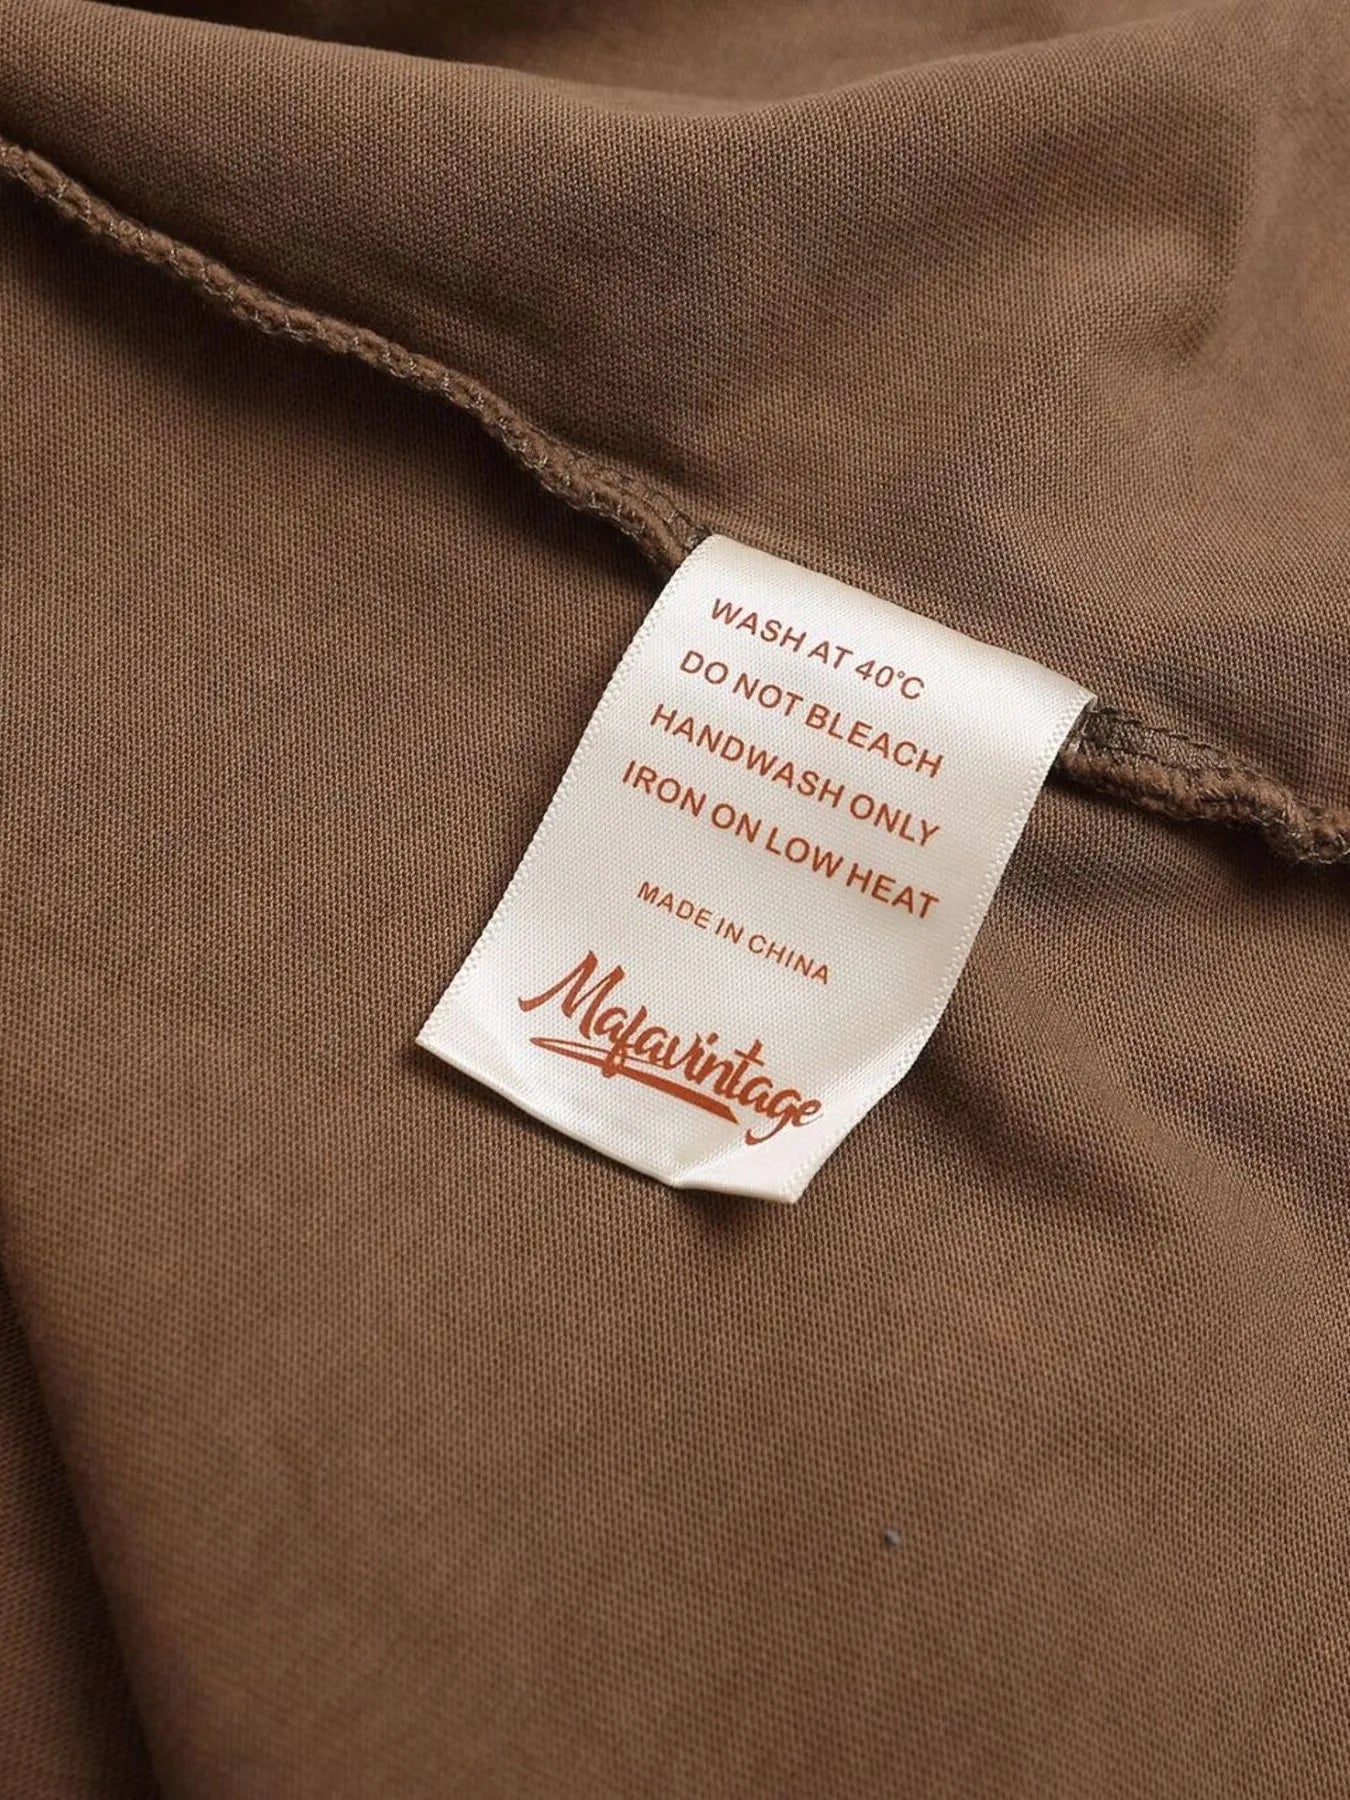 WASH AT 40°C
DO NOT BLEACH
HANDWASH ONLY
IRON ON LOW HEAT
MADE IN CHINA
Mafavintage